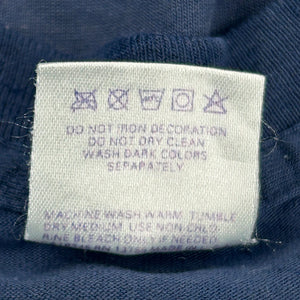 DO NOT IRON DECORATION
DO NOT DRY CLEAN
WASH DARK COLORS
SEPARATELY
MACHINE WASH WARM, TUMBLE
DRY MEDIUM. USE NON-CHLO-
RINE BLEACH ONLY IF NEEDED